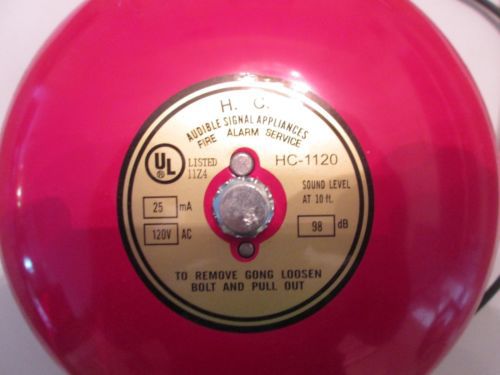 H. C.
AUDIBLE SIGNAL APPLIANCES
FIRE ALARM SERVICE
UL ®
LISTED
11Z4
HC-1120
SOUND LEVEL
AT 10 ft.
25 mA
98 dB
120V AC
TO REMOVE GONG LOOSEN
BOLT AND PULL OUT